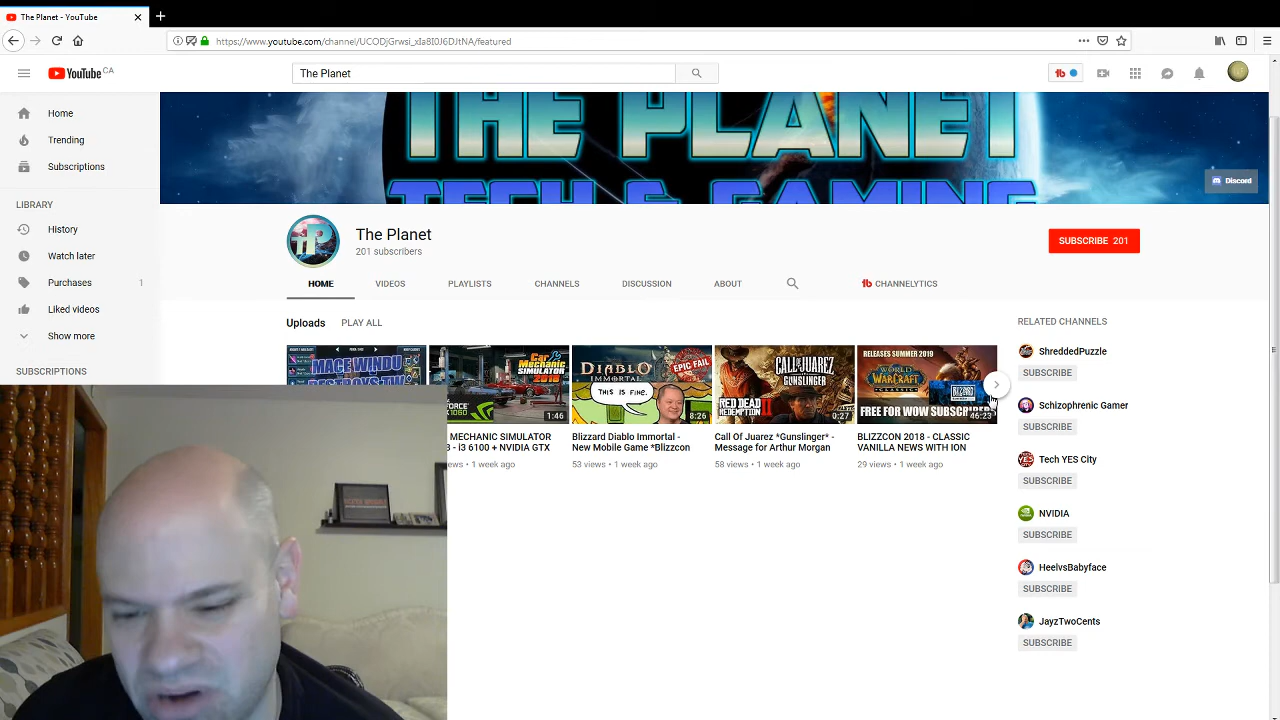 The Planet - YouTube
https://www.youtube.com/channel/UCODjGrwsi_xIa8I0J6DJtNA/featured
YouTube CA
The Planet
Home
Trending
Subscriptions
LIBRARY
History
Watch later
Purchases 1
Liked videos
Show more
SUBSCRIPTIONS
THE PLANET
TECH & GAMING
Discord
The Planet
201 subscribers
SUBSCRIBE 201
HOME VIDEOS PLAYLISTS CHANNELS DISCUSSION ABOUT CHANNELYTICS
Uploads PLAY ALL
MACE WINDU
Car
MECHANIC
SIMULATOR
2018
1:46
MECHANIC SIMULATOR
- i3 6100 + NVIDIA GTX
1 week ago
DIABLO
IMMORTAL
EPIC FAIL
THIS IS FINE.
8:26
Blizzard Diablo Immortal -
New Mobile Game *Blizzcon
53 views • 1 week ago
CALL OF JUAREZ
GUNSLINGER
RED DEAD
REDEMPTION II
0:27
Call Of Juarez *Gunslinger* -
Message for Arthur Morgan
58 views • 1 week ago
RELEASES SUMMER 2019
WORLD
WARCRAFT
CLASSIC
BLIZZARD
FREE FOR WOW SUBSCRIBERS
46:23
BLIZZCON 2018 - CLASSIC
VANILLA NEWS WITH ION
29 views • 1 week ago
RELATED CHANNELS
ShreddedPuzzle
SUBSCRIBE
Schizophrenic Gamer
SUBSCRIBE
Tech YES City
SUBSCRIBE
NVIDIA
SUBSCRIBE
HeelvsBabyface
SUBSCRIBE
JayzTwoCents
SUBSCRIBE